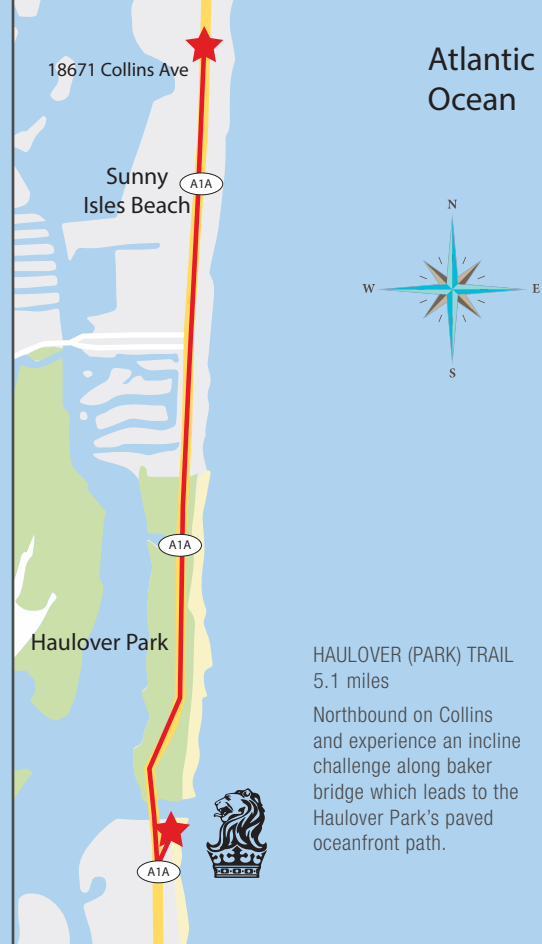 18671 Collins Ave
Atlantic
Ocean
Sunny
Isles Beach
A1A
N
W
E
S
A1A
Haulover Park
HAULOVER (PARK) TRAIL
5.1 miles
Northbound on Collins
and experience an incline
challenge along baker
bridge which leads to the
Haulover Park's paved
oceanfront path.
A1A